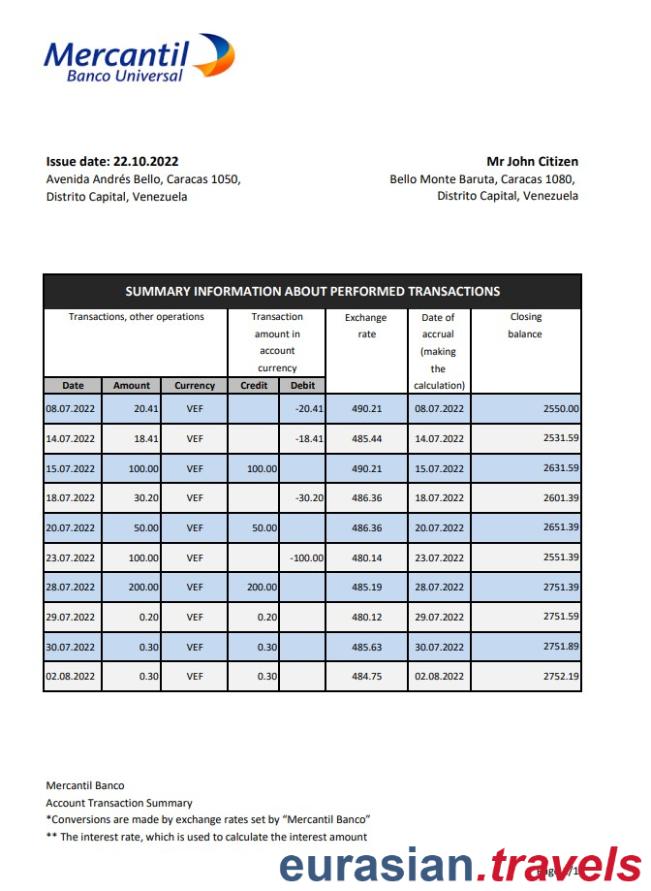 Mercantil
Banco Universal
Issue date: 22.10.2022
Avenida Andrés Bello, Caracas 1050,
Distrito Capital, Venezuela
Mr John Citizen
Bello Monte Baruta, Caracas 1080,
Distrito Capital, Venezuela
SUMMARY INFORMATION ABOUT PERFORMED TRANSACTIONS
Transactions, other operations
Transaction
amount in
account
currency
Exchange
rate
Date of
accrual
(making
the
calculation)
Closing
balance
Date Amount Currency Credit Debit
08.07.2022 20.41 VEF -20.41 490.21 08.07.2022 2550.00
14.07.2022 18.41 VEF -18.41 485.44 14.07.2022 2531.59
15.07.2022 100.00 VEF 100.00 490.21 15.07.2022 2631.59
18.07.2022 30.20 VEF -30.20 486.36 18.07.2022 2601.39
20.07.2022 50.00 VEF 50.00 486.36 20.07.2022 2651.39
23.07.2022 100.00 VEF -100.00 480.14 23.07.2022 2551.39
28.07.2022 200.00 VEF 200.00 485.19 28.07.2022 2751.39
29.07.2022 0.20 VEF 0.20 480.12 29.07.2022 2751.59
30.07.2022 0.30 VEF 0.30 485.63 30.07.2022 2751.89
02.08.2022 0.30 VEF 0.30 484.75 02.08.2022 2752.19
Mercantil Banco
Account Transaction Summary
*Conversions are made by exchange rates set by “Mercantil Banco”
** The interest rate, which is used to calculate the interest amount
eurasian.travels